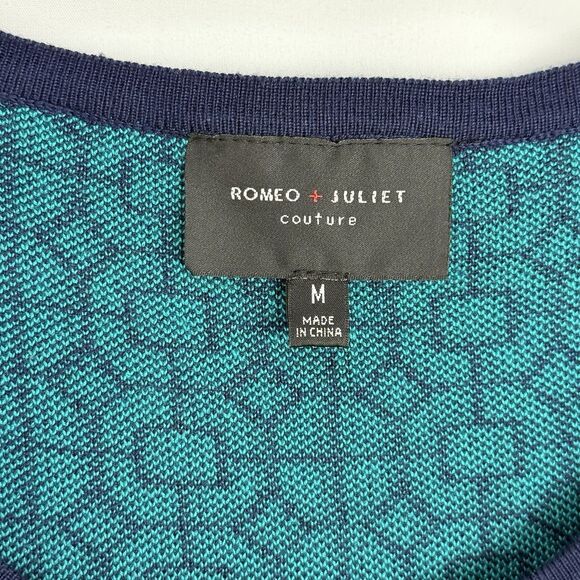 ROMEO + JULIET
couture
M
MADE
IN CHINA